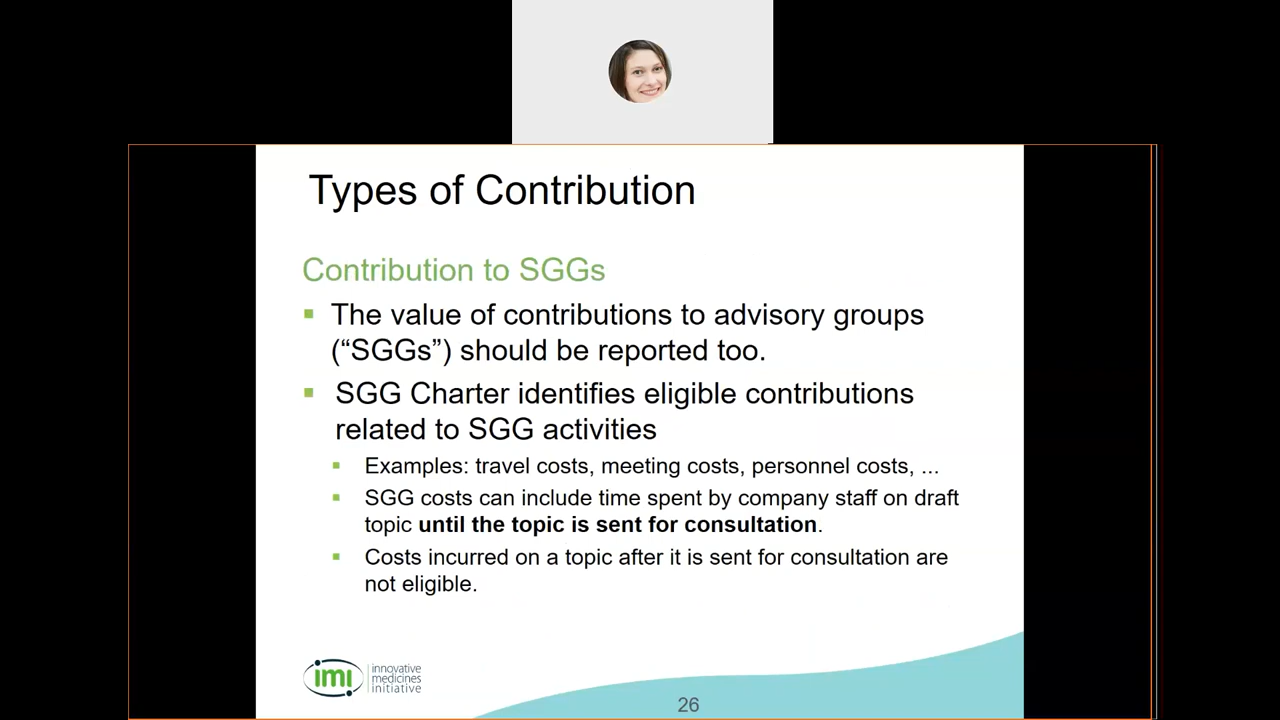 Types of Contribution
Contribution to SGGs
The value of contributions to advisory groups
(“SGGs”) should be reported too.
SGG Charter identifies eligible contributions
related to SGG activities
Examples: travel costs, meeting costs, personnel costs, ...
SGG costs can include time spent by company staff on draft
topic until the topic is sent for consultation.
Costs incurred on a topic after it is sent for consultation are
not eligible.
imi
innovative
medicines
initiative
26